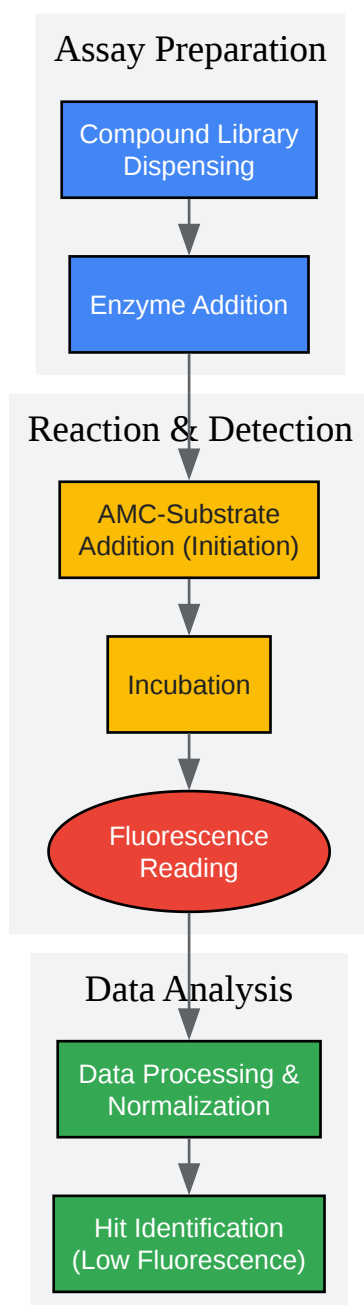 Assay Preparation
Compound Library
Dispensing
Enzyme Addition
Reaction & Detection
AMC-Substrate
Addition (Initiation)
Incubation
Fluorescence
Reading
Data Analysis
Data Processing &
Normalization
Hit Identification
(Low Fluorescence)